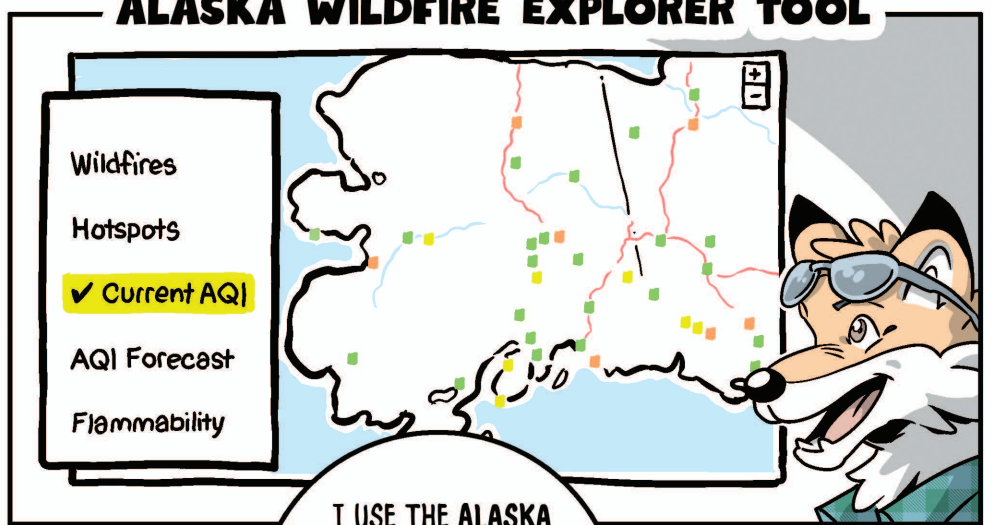 ALASKA WILDFIRE EXPLORER TOOL
+
-
Wildfires
Hotspots
✓ Current AQI
AQI Forecast
Flammability
I USE THE ALASKA